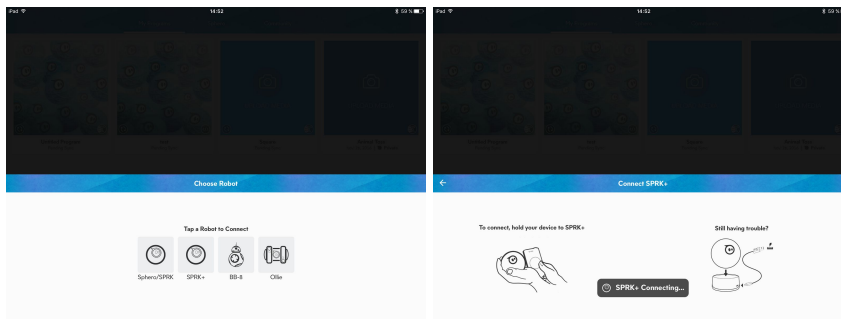 iPad
14:52
59 %
Choose Robot
Tap a Robot to Connect
Sphero/SPRK
SPRK+
BB-8
Ollie
iPad
14:52
59 %
Connect SPRK+
To connect, hold your device to SPRK+
Still having trouble?
SPRK+ Connecting...